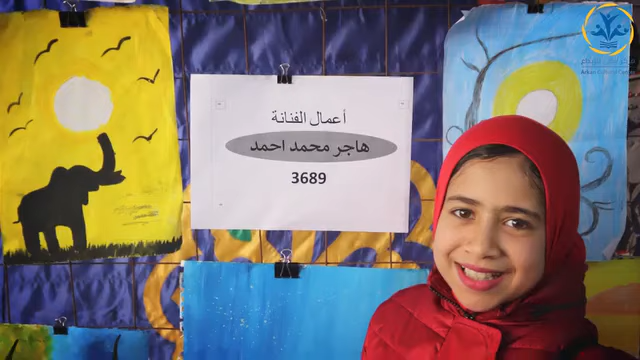 أعمال الفنانة
هاجر محمد احمد
3689